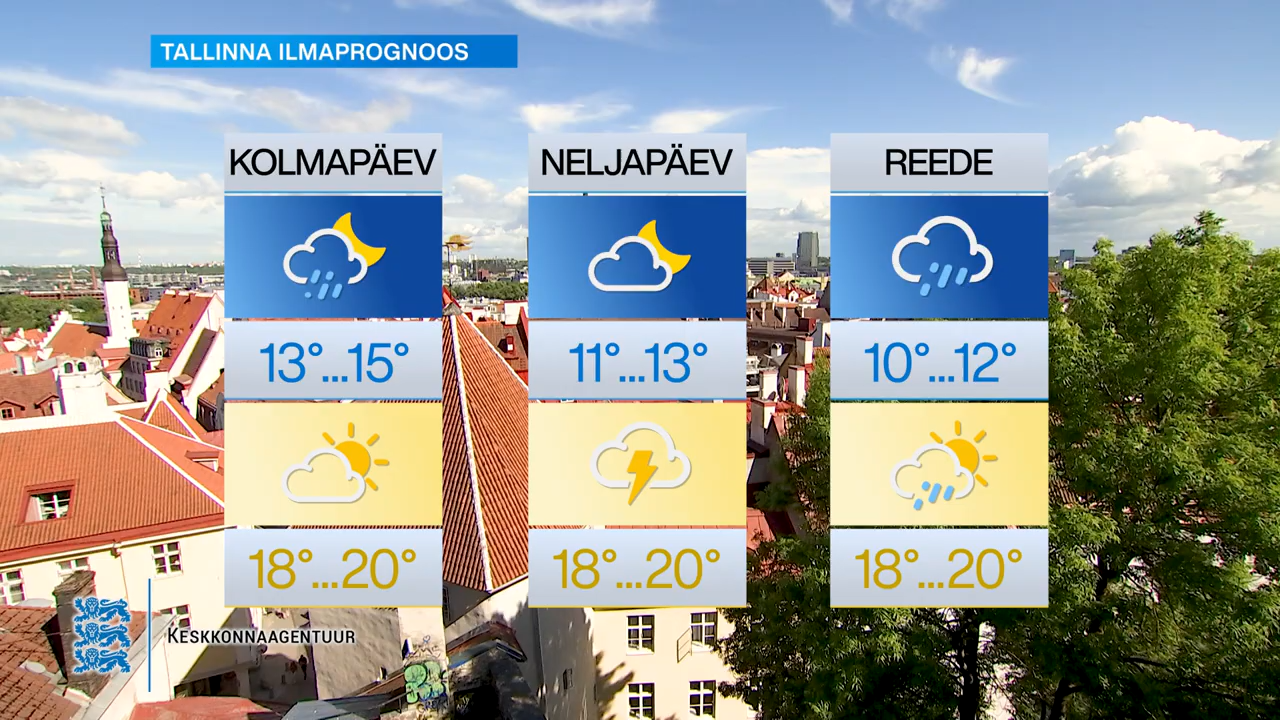 TALLINNA ILMAPROGNOOS
KOLMAPÄEV
13°...15°
18°...20°
NELJAPÄEV
11°...13°
18°...20°
REEDE
10°...12°
18°...20°
KESKKONNAAGENTUUR